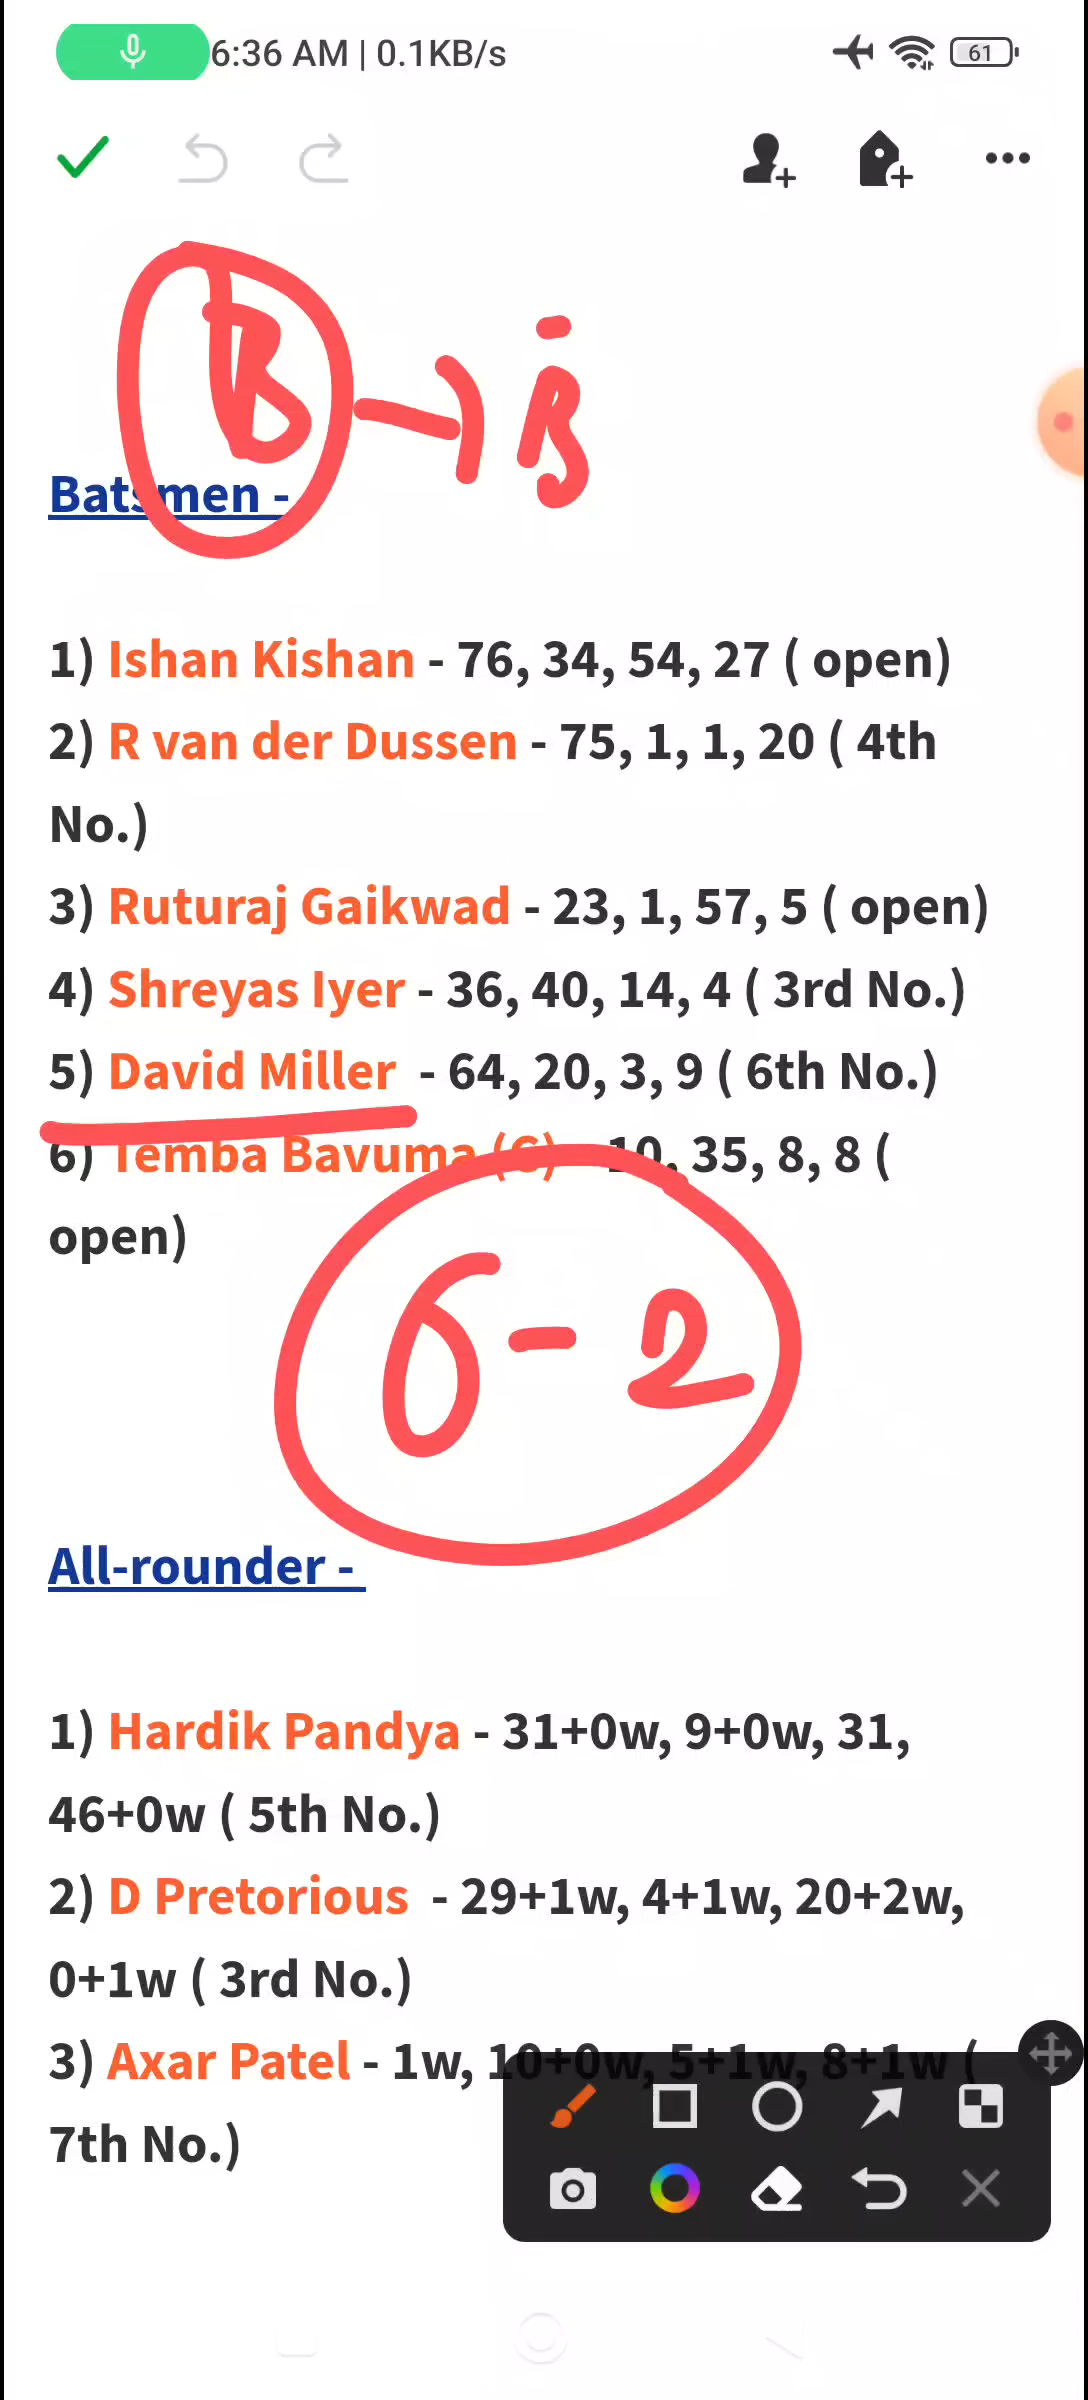 6:36 AM | 0.1KB/s
61
B
Batsmen -
1) Ishan Kishan - 76, 34, 54, 27 ( open)
2) R van der Dussen - 75, 1, 1, 20 ( 4th
No.)
3) Ruturaj Gaikwad - 23, 1, 57, 5 ( open)
4) Shreyas Iyer - 36, 40, 14, 4 ( 3rd No.)
5) David Miller - 64, 20, 3, 9 ( 6th No.)
6) Temba Bavuma (C) - 10, 35, 8, 8 (
open)
6 - 2
All-rounder -
1) Hardik Pandya - 31+0w, 9+0w, 31,
46+0w ( 5th No.)
2) D Pretorious - 29+1w, 4+1w, 20+2w,
0+1w ( 3rd No.)
3) Axar Patel - 1w, 10+0w, 5+1w, 8+1w (
7th No.)